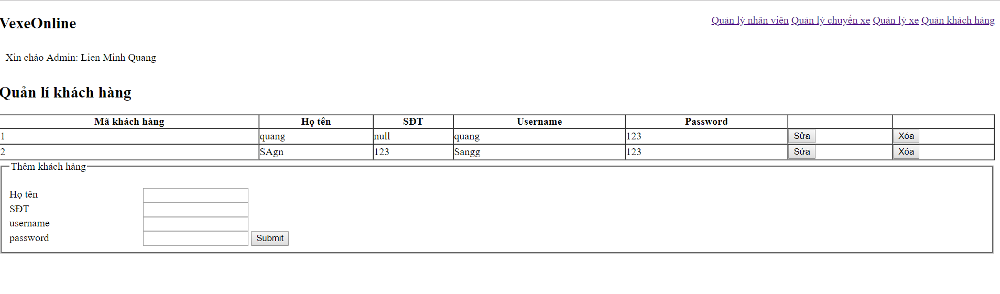 VexeOnline
Quản lý nhân viên Quản lý chuyến xe Quản lý xe Quản khách hàng
Xin chào Admin: Lien Minh Quang
Quản lí khách hàng
Mã khách hàng Họ tên SĐT Username Password
1 quang null quang 123 Sửa Xóa
2 SAgn 123 Sangg 123 Sửa Xóa
Thêm khách hàng
Họ tên
SĐT
username
password Submit